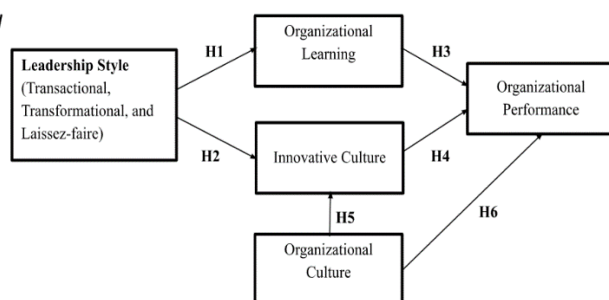 Leadership Style
(Transactional,
Transformational, and
Laissez-faire)
H1
H2
Organizational
Learning
Innovative Culture
H5
Organizational
Culture
H3
H4
H6
Organizational
Performance